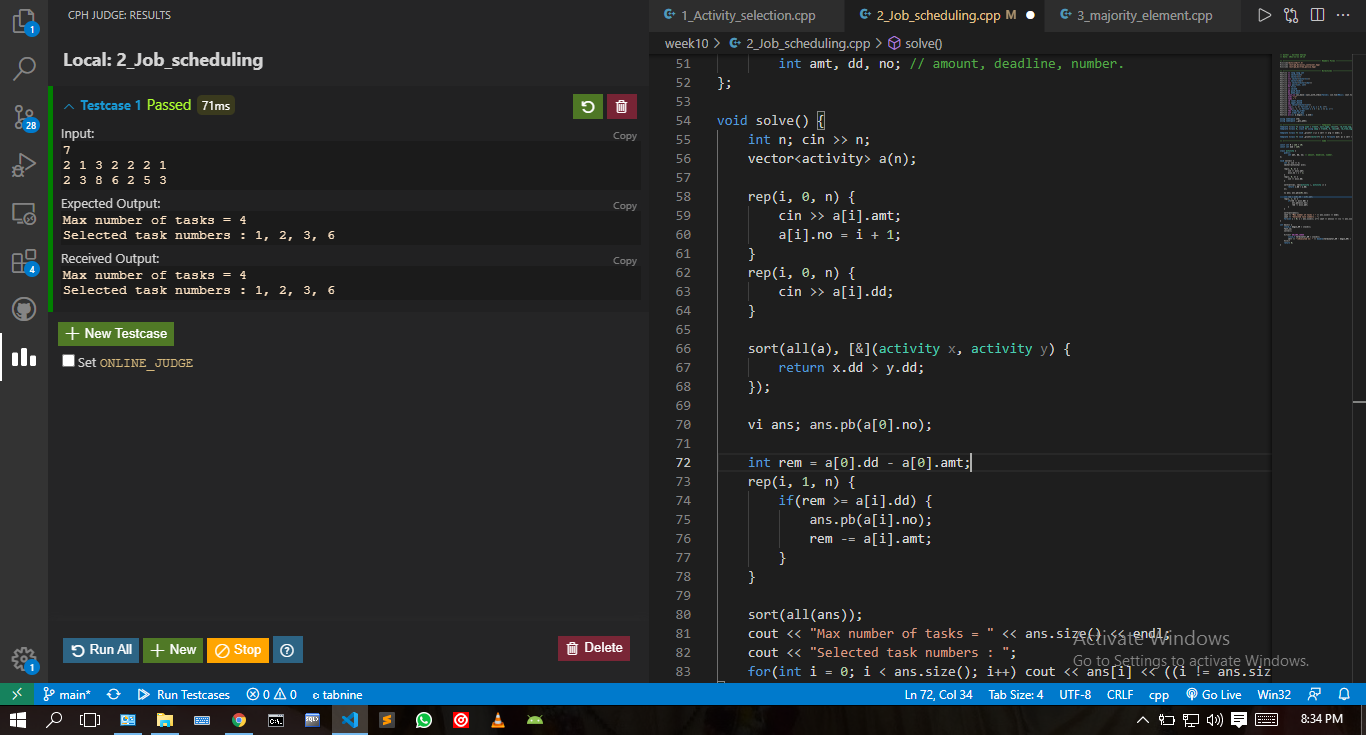 CPH JUDGE: RESULTS
Local: 2_Job_scheduling
Testcase 1 Passed 71ms
Input:
Copy
7
2 1 3 2 2 2 1
2 3 8 6 2 5 3
Expected Output:
Copy
Max number of tasks = 4
Selected task numbers : 1, 2, 3, 6
Received Output:
Copy
Max number of tasks = 4
Selected task numbers : 1, 2, 3, 6
New Testcase
Set ONLINE_JUDGE
Run All
New
Stop
Delete
1
28
4
1
1_Activity_selection.cpp
2_Job_scheduling.cpp M
3_majority_element.cpp
week10 > 2_Job_scheduling.cpp > solve()
51 int amt, dd, no; // amount, deadline, number.
52 };
53
54 void solve() {
55 int n; cin >> n;
56 vector<activity> a(n);
57
58 rep(i, 0, n) {
59 cin >> a[i].amt;
60 a[i].no = i + 1;
61 }
62 rep(i, 0, n) {
63 cin >> a[i].dd;
64 }
65
66 sort(all(a), [&](activity x, activity y) {
67 return x.dd > y.dd;
68 });
69
70 vi ans; ans.pb(a[0].no);
71
72 int rem = a[0].dd - a[0].amt;
73 rep(i, 1, n) {
74 if(rem >= a[i].dd) {
75 ans.pb(a[i].no);
76 rem -= a[i].amt;
77 }
78 }
79
80 sort(all(ans));
81 cout << "Max number of tasks = " << ans.size() << endl;
82 cout << "Selected task numbers : ";
83 for(int i = 0; i < ans.size(); i++) cout << ans[i] << ((i != ans.siz
Activate Windows
Go to Settings to activate Windows.
main*
Run Testcases
0
0
tabnine
Ln 72, Col 34
Tab Size: 4
UTF-8
CRLF
cpp
Go Live
Win32
8:34 PM